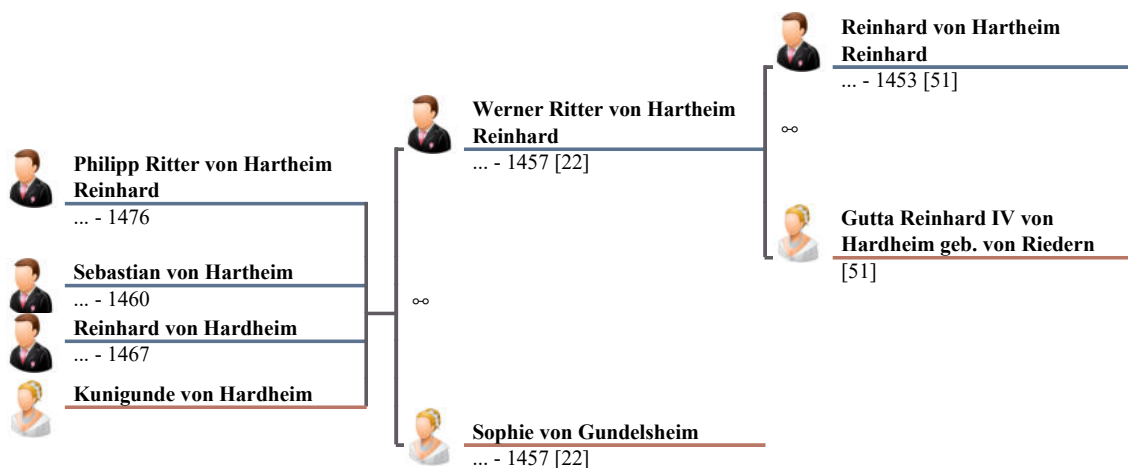 Reinhard von Hartheim
Reinhard
... - 1453 [51]
Werner Ritter von Hartheim
Reinhard
... - 1457 [22]
Philipp Ritter von Hartheim
Reinhard
... - 1476
Gutta Reinhard IV von
Hardheim geb. von Riedern
[51]
Sebastian von Hartheim
... - 1460
Reinhard von Hardheim
... - 1467
Kunigunde von Hardheim
Sophie von Gundelsheim
... - 1457 [22]